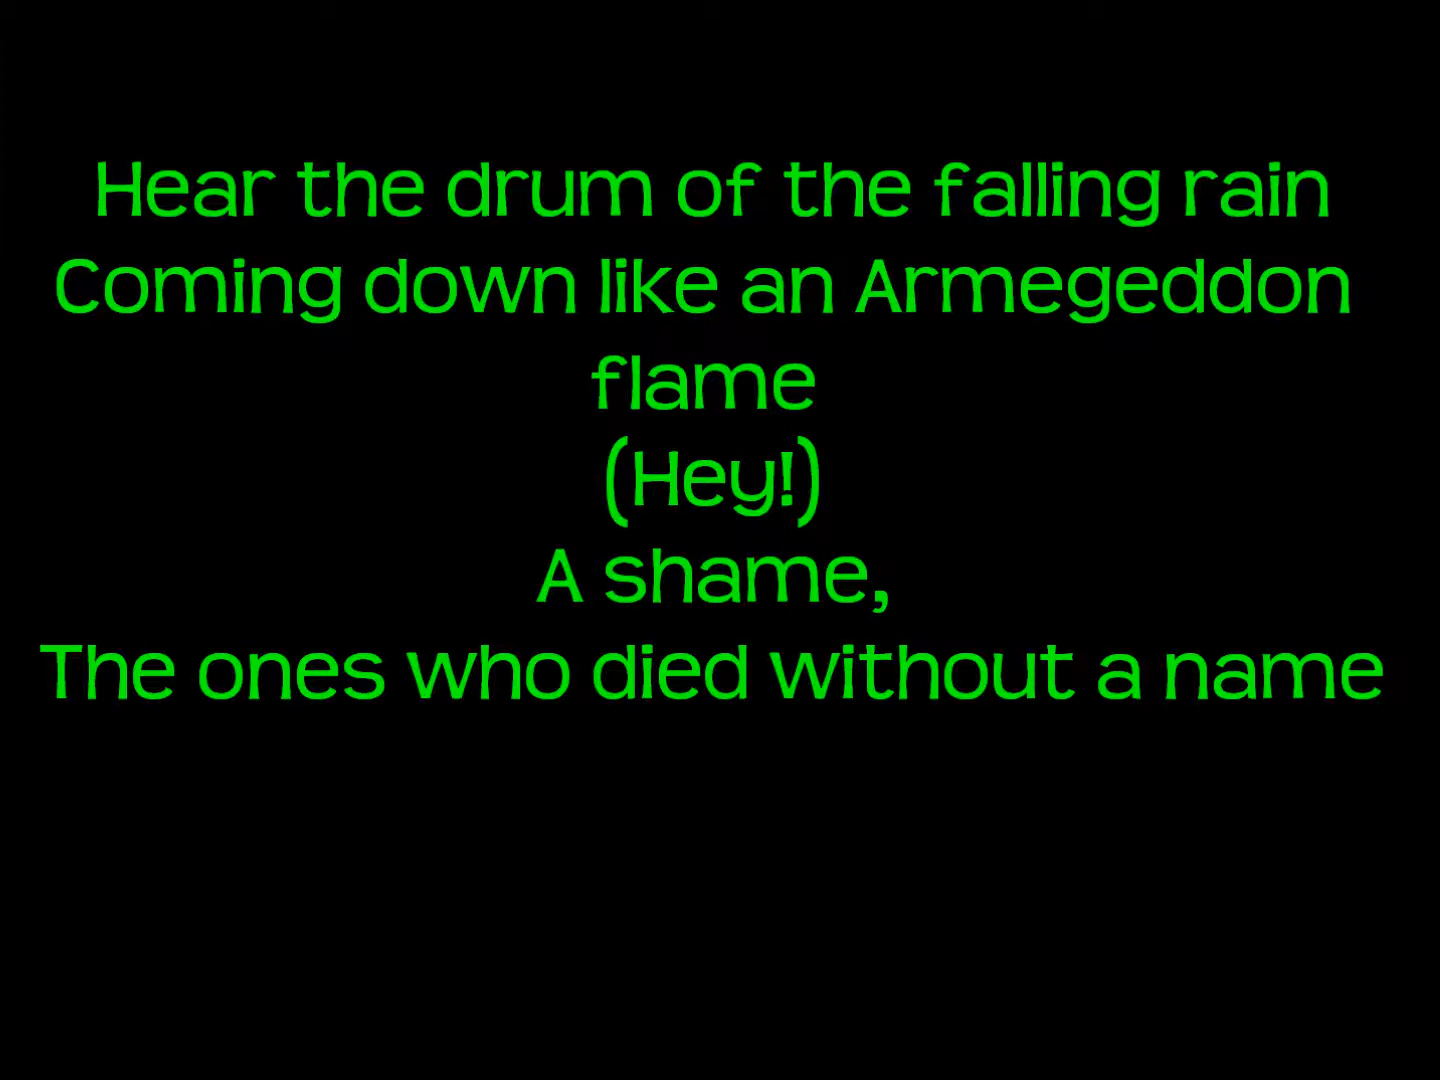 Hear the drum of the falling rain
Coming down like an Armegeddon
flame
(Hey!)
A shame,
The ones who died without a name